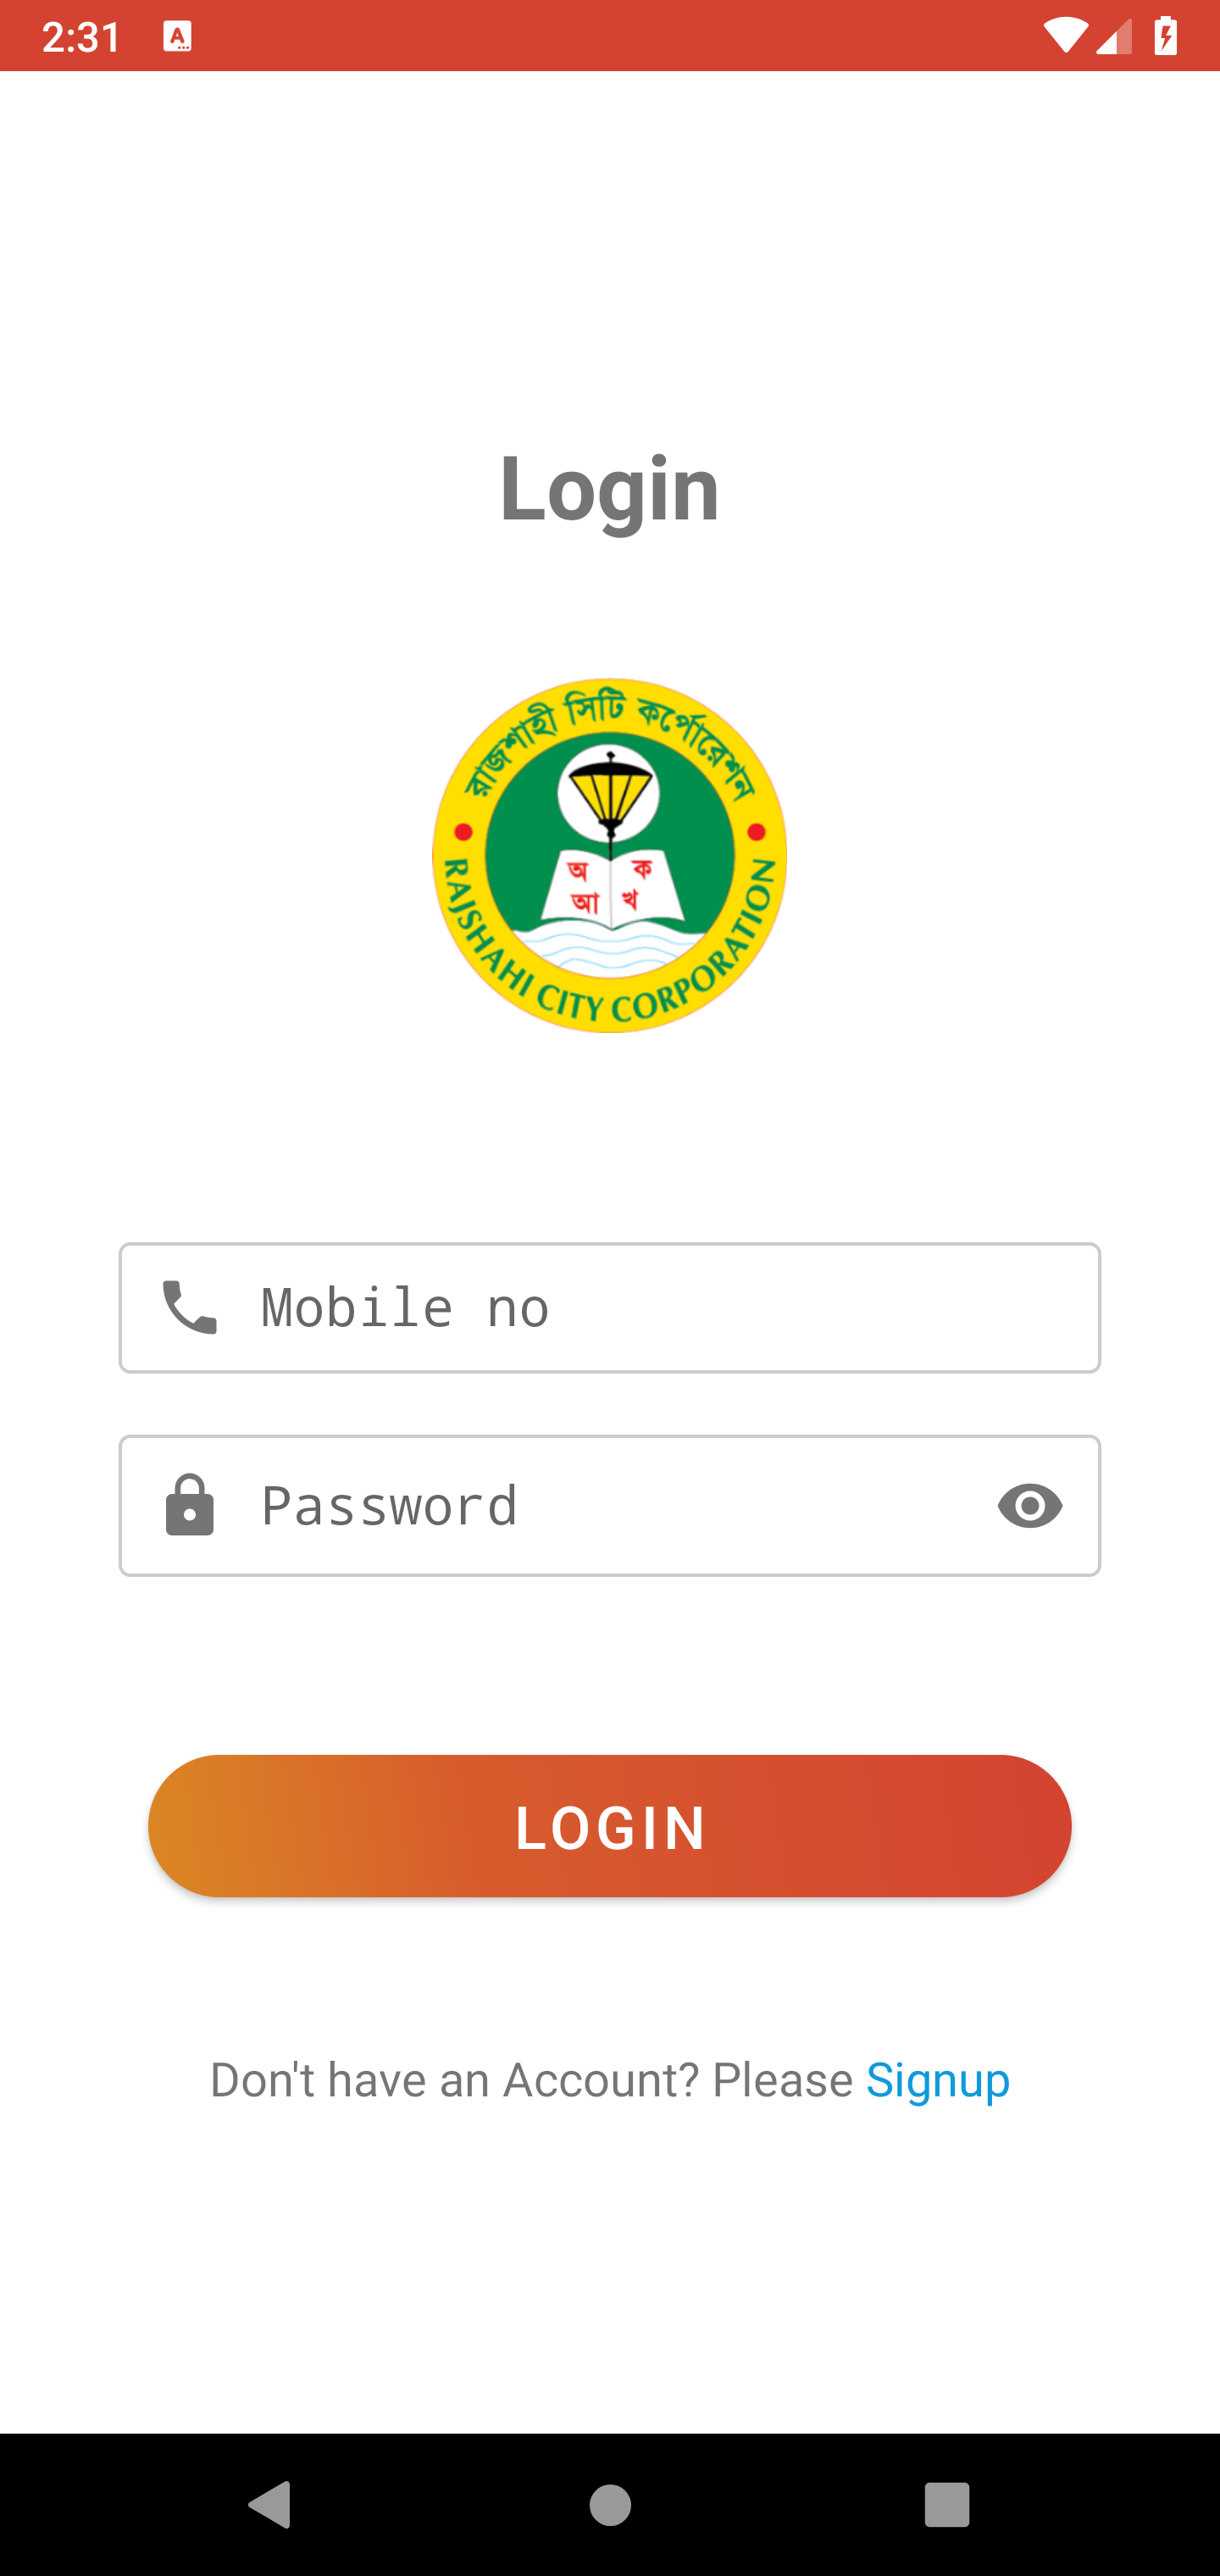 2:31
Login
রাজশাহী সিটি কর্পোরেশন
অ ক
আ খ
RAJSHAHI CITY CORPORATION
Mobile no
Password
LOGIN
Don't have an Account? Please Signup